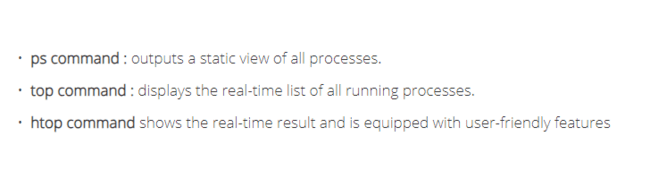 • ps command : outputs a static view of all processes.
• top command : displays the real-time list of all running processes.
• htop command shows the real-time result and is equipped with user-friendly features